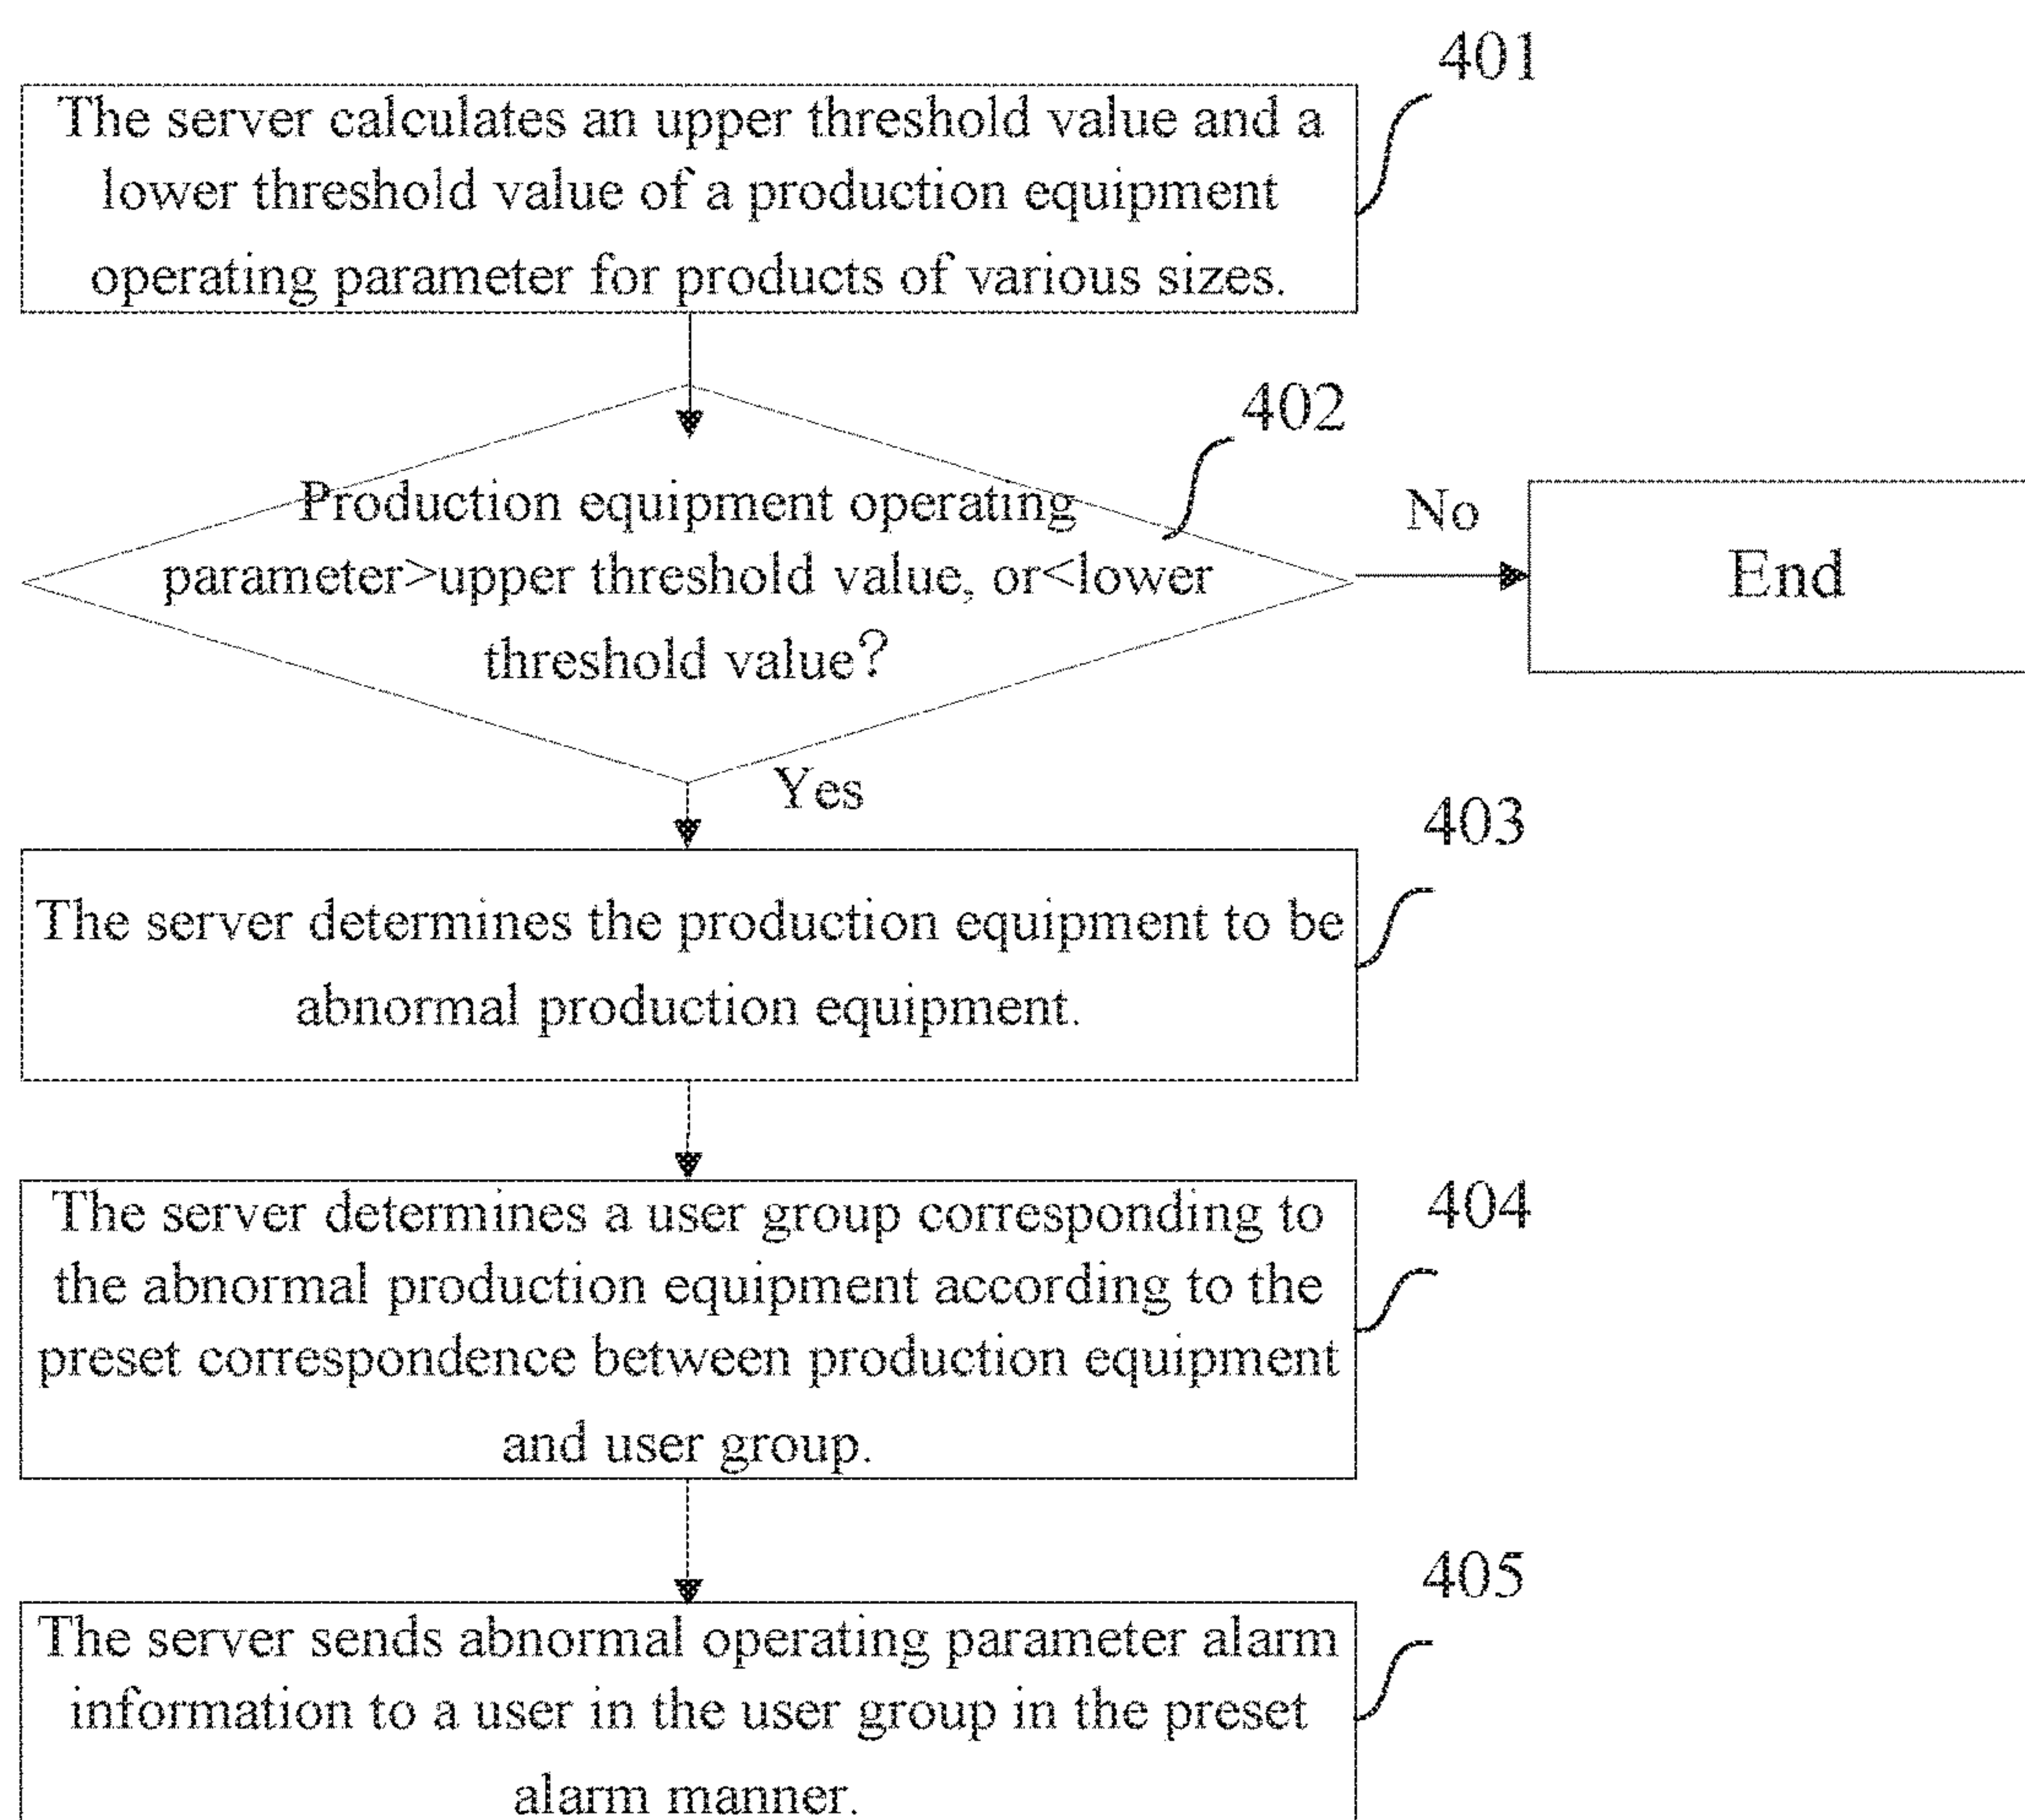 401
The server calculates an upper threshold value and a
lower threshold value of a production equipment
operating parameter for products of various sizes.
402
Production equipment operating
parameter>upper threshold value, or<lower
threshold value?
No
End
Yes
403
The server determines the production equipment to be
abnormal production equipment.
404
The server determines a user group corresponding to
the abnormal production equipment according to the
preset correspondence between production equipment
and user group.
405
The server sends abnormal operating parameter alarm
information to a user in the user group in the preset
alarm manner.